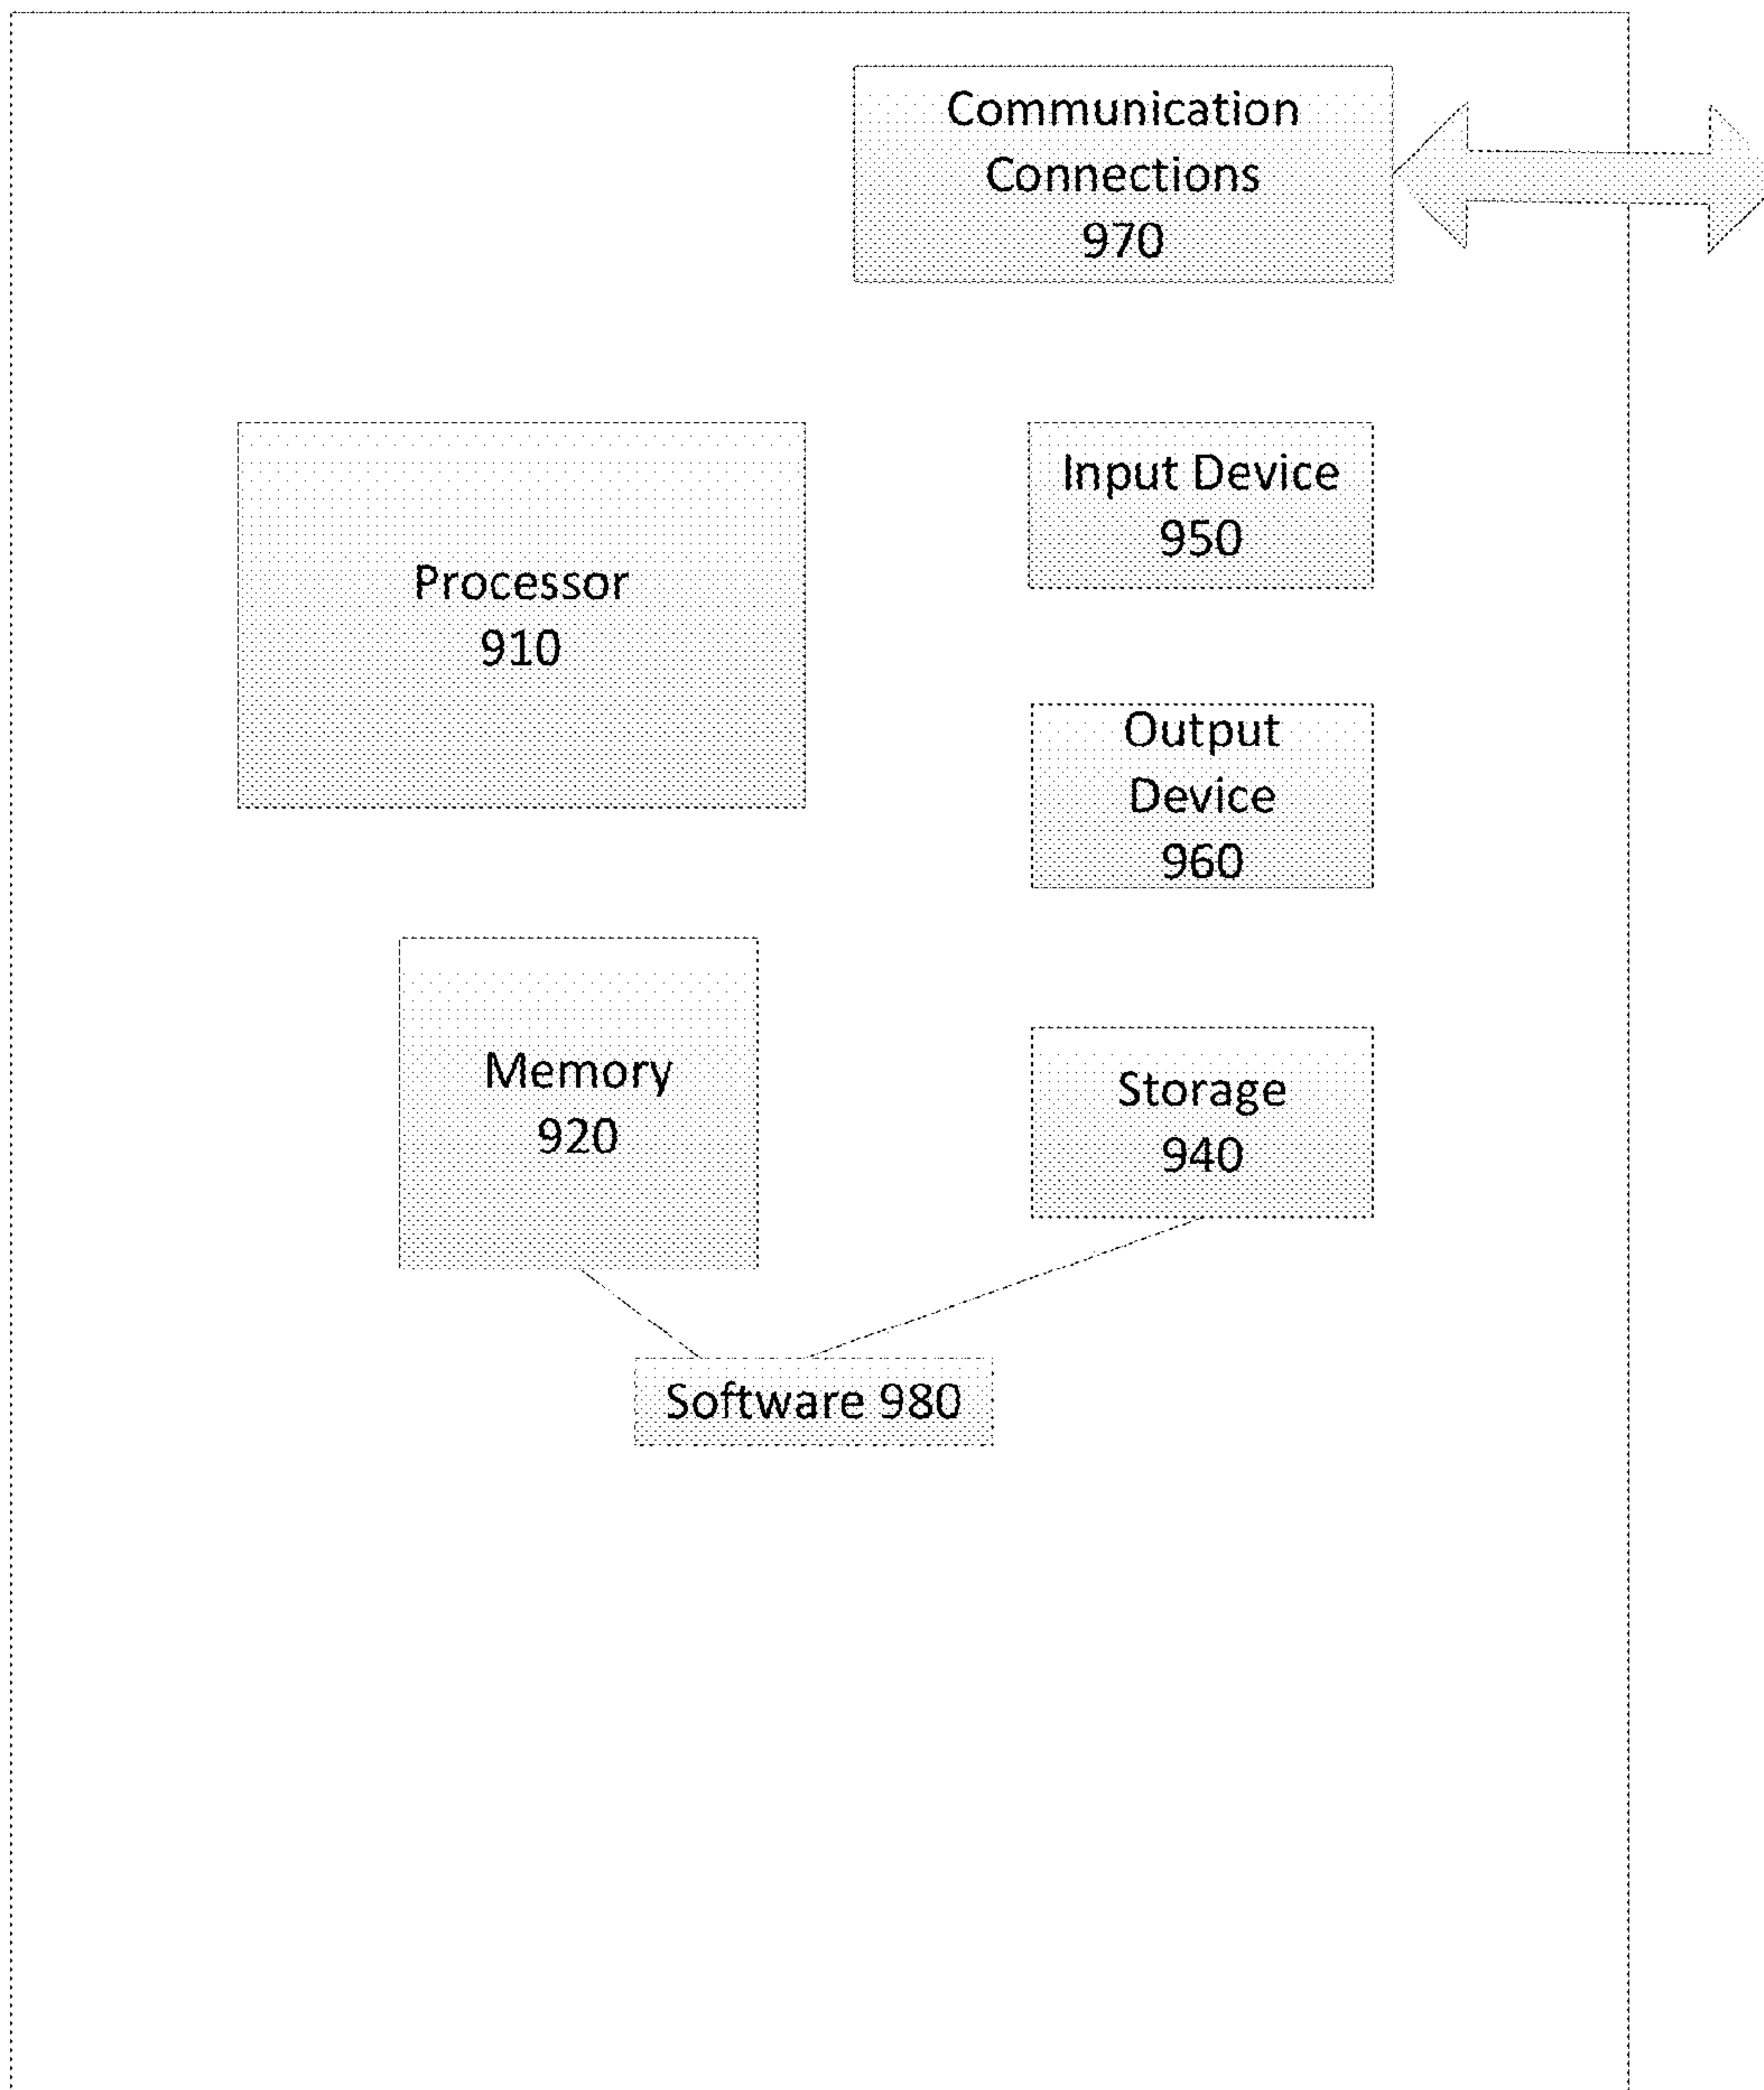 Communication
Connections
970
Processor
910
Input Device
950
Output
Device
960
Memory
920
Storage
940
Software 980